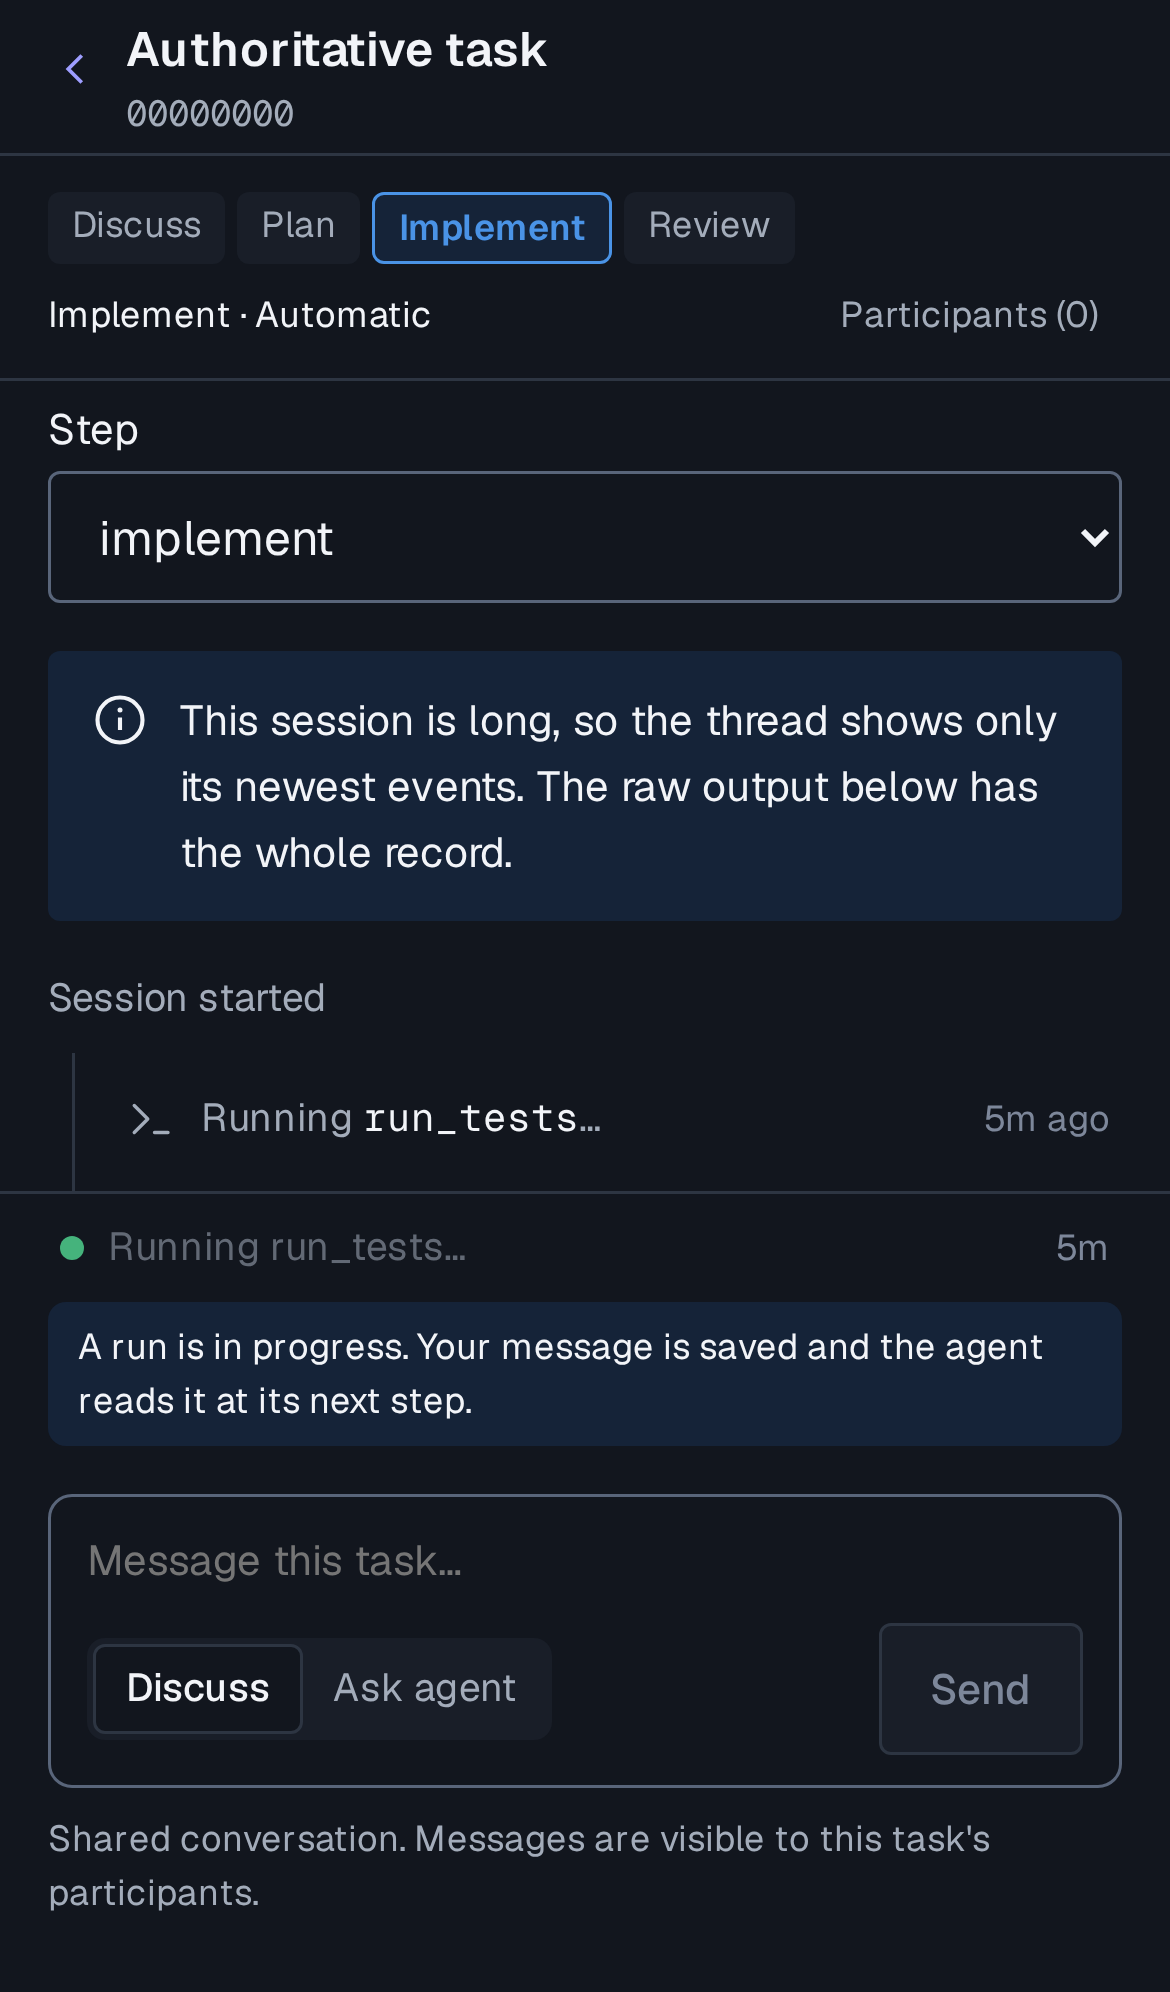 Authoritative task
00000000
Discuss Plan Implement Review
Implement · Automatic Participants (0)
Step
implement
This session is long, so the thread shows only
its newest events. The raw output below has
the whole record.
Session started
Running run_tests… 5m ago
Running run_tests… 5m
A run is in progress. Your message is saved and the agent
reads it at its next step.
Message this task…
Discuss Ask agent Send
Shared conversation. Messages are visible to this task's
participants.